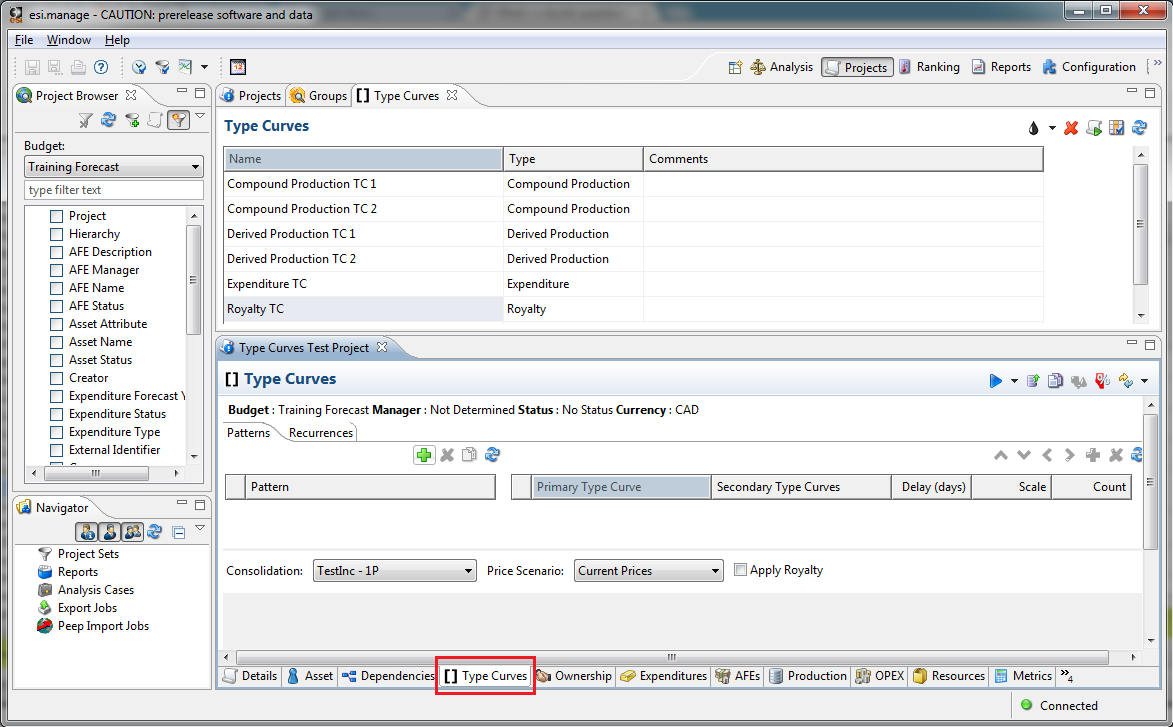 esi.manage - CAUTION: prerelease software and data
File Window Help
12
Analysis Projects Ranking Reports Configuration »
Project Browser
Budget:
Training Forecast
type filter text
Project
Hierarchy
AFE Description
AFE Manager
AFE Name
AFE Status
Asset Attribute
Asset Name
Asset Status
Creator
Expenditure Forecast Y
Expenditure Status
Expenditure Type
External Identifier
Navigator
Project Sets
Reports
Analysis Cases
Export Jobs
Peep Import Jobs
Projects Groups [] Type Curves
Type Curves
Name Type Comments
Compound Production TC 1 Compound Production
Compound Production TC 2 Compound Production
Derived Production TC 1 Derived Production
Derived Production TC 2 Derived Production
Expenditure TC Expenditure
Royalty TC Royalty
Type Curves Test Project
[] Type Curves
Budget : Training Forecast Manager : Not Determined Status : No Status Currency : CAD
Patterns Recurrences
Pattern Primary Type Curve Secondary Type Curves Delay (days) Scale Count
Consolidation: TestInc - 1P Price Scenario: Current Prices Apply Royalty
Details Asset Dependencies [] Type Curves Ownership Expenditures AFEs Production OPEX Resources Metrics »4
Connected